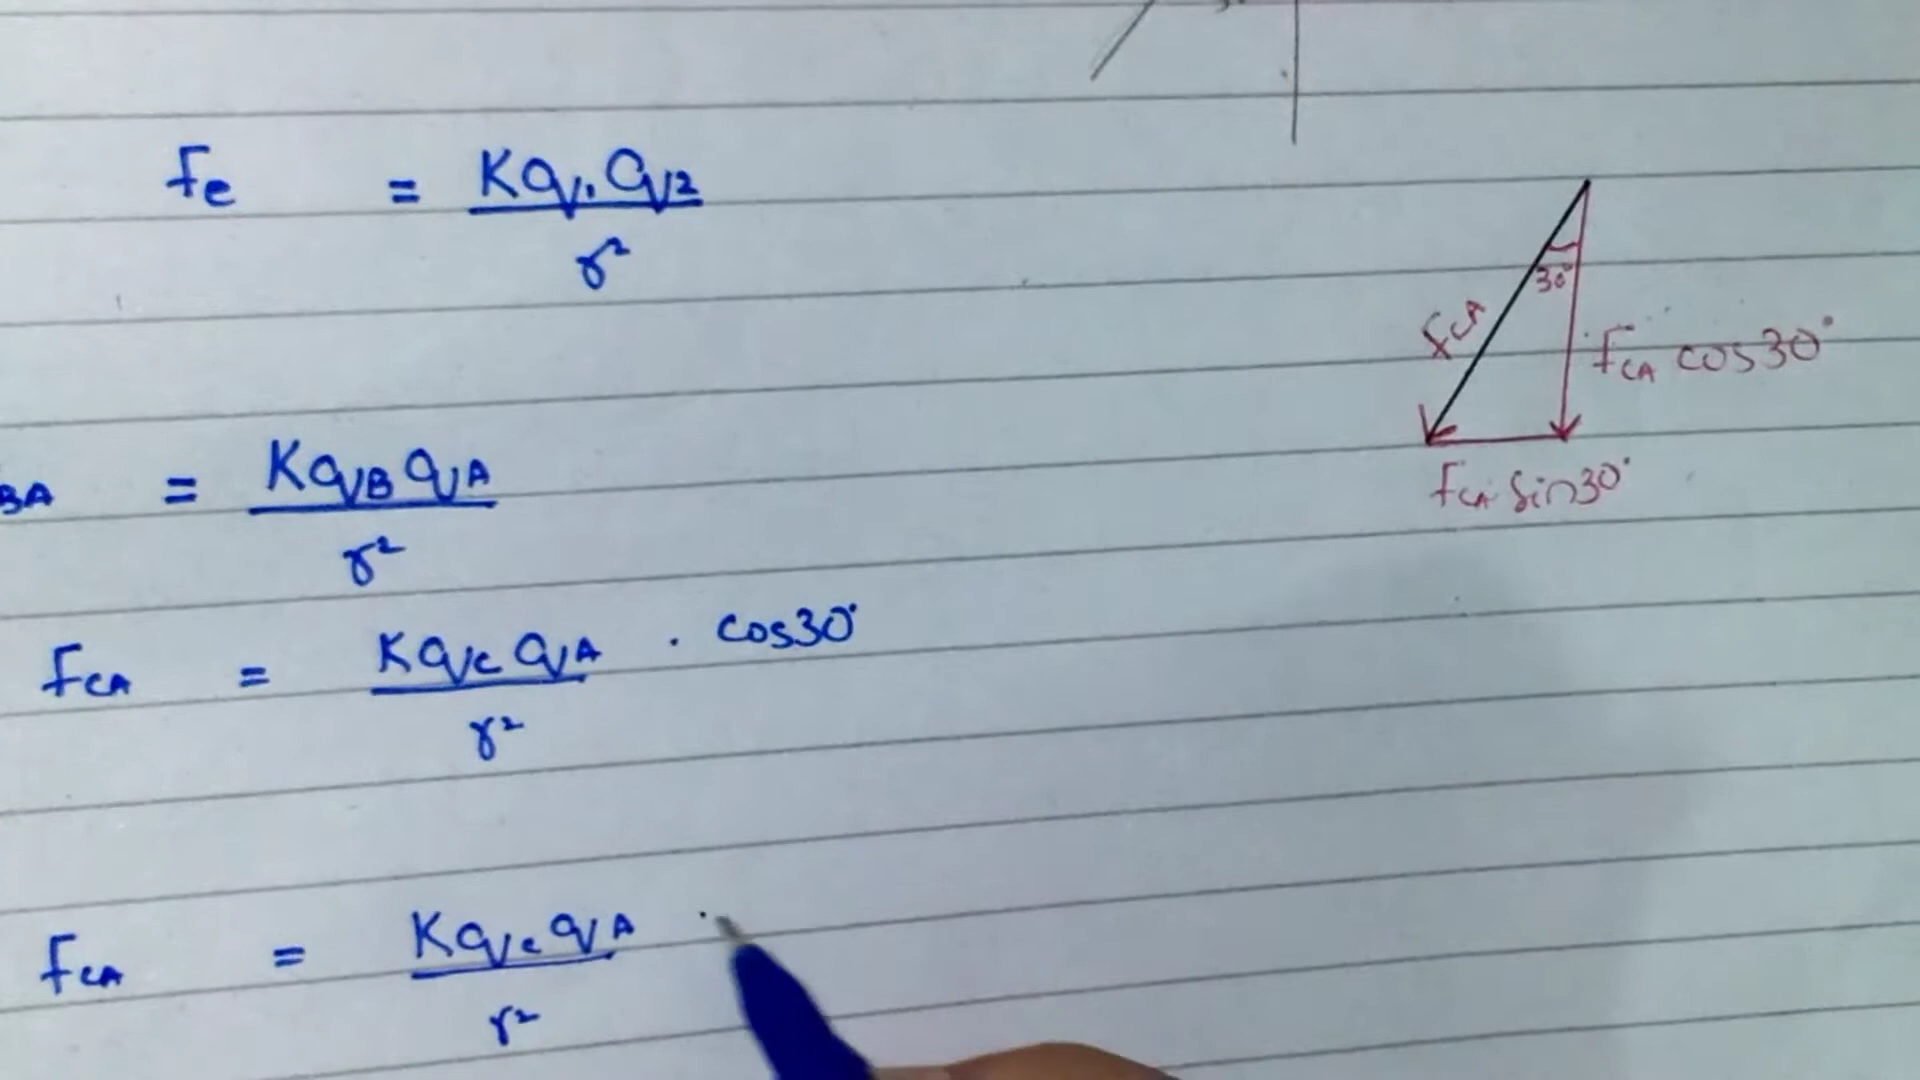 Fe = Kq1 q2
r²
BA = KqB qA
r²
FCA = KqC qA . cos30°
r²
FCA = KqC qA .
r²
30°
FCA
FCA cos30°
FCA sin30°